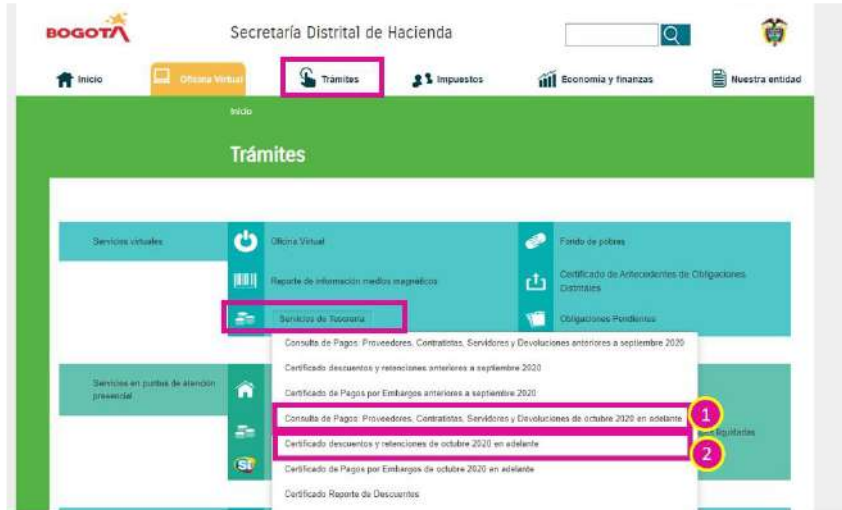 BOGOTÁ
Secretaría Distrital de Hacienda
Inicio
Oficina Virtual
Trámites
Impuestos
Economía y finanzas
Nuestra entidad
Inicio
Trámites
Servicios virtuales
Oficina Virtual
Fondo de pobres
Reporte de información medios magnéticos
Certificado de Antecedentes de Obligaciones
Distritales
Servicios de Tesorería
Obligaciones Pendientes
Consulta de Pagos: Proveedores, Contratistas, Servidores y Devoluciones anteriores a septiembre 2020
Certificado descuentos y retenciones anteriores a septiembre 2020
Servicios en puntos de atención
presencial
Certificado de Pagos por Embargos anteriores a septiembre 2020
Consulta de Pagos: Proveedores, Contratistas, Servidores y Devoluciones de octubre 2020 en adelante
1
Certificado descuentos y retenciones de octubre 2020 en adelante
liquidadas
2
Certificado de Pagos por Embargos de octubre 2020 en adelante
Certificado Reporte de Descuentos